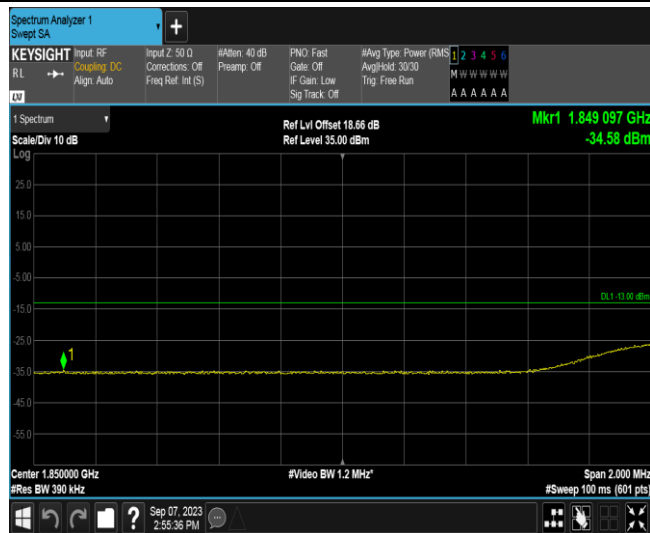 Spectrum Analyzer 1
Swept SA
+
KEYSIGHT
RL
LXI
Input: RF
Coupling: DC
Align: Auto
Input Z: 50 Ω
Corrections: Off
Freq Ref: Int (S)
#Atten: 40 dB
Preamp: Off
PNO: Fast
Gate: Off
IF Gain: Low
Sig Track: Off
#Avg Type: Power (RMS
Avg|Hold: 30/30
Trig: Free Run
1 2 3 4 5 6
M W W W W W
A A A A A A
1 Spectrum
Scale/Div 10 dB
Ref Lvl Offset 18.66 dB
Ref Level 35.00 dBm
Mkr1 1.849 097 GHz
-34.58 dBm
Log
25.0
15.0
5.00
-5.00
DL1 -13.00 dBm
-15.0
-25.0
1
-35.0
-45.0
-55.0
Center 1.850000 GHz
#Video BW 1.2 MHz*
Span 2.000 MHz
#Res BW 390 kHz
#Sweep 100 ms (601 pts)
?
Sep 07, 2023
2:55:36 PM